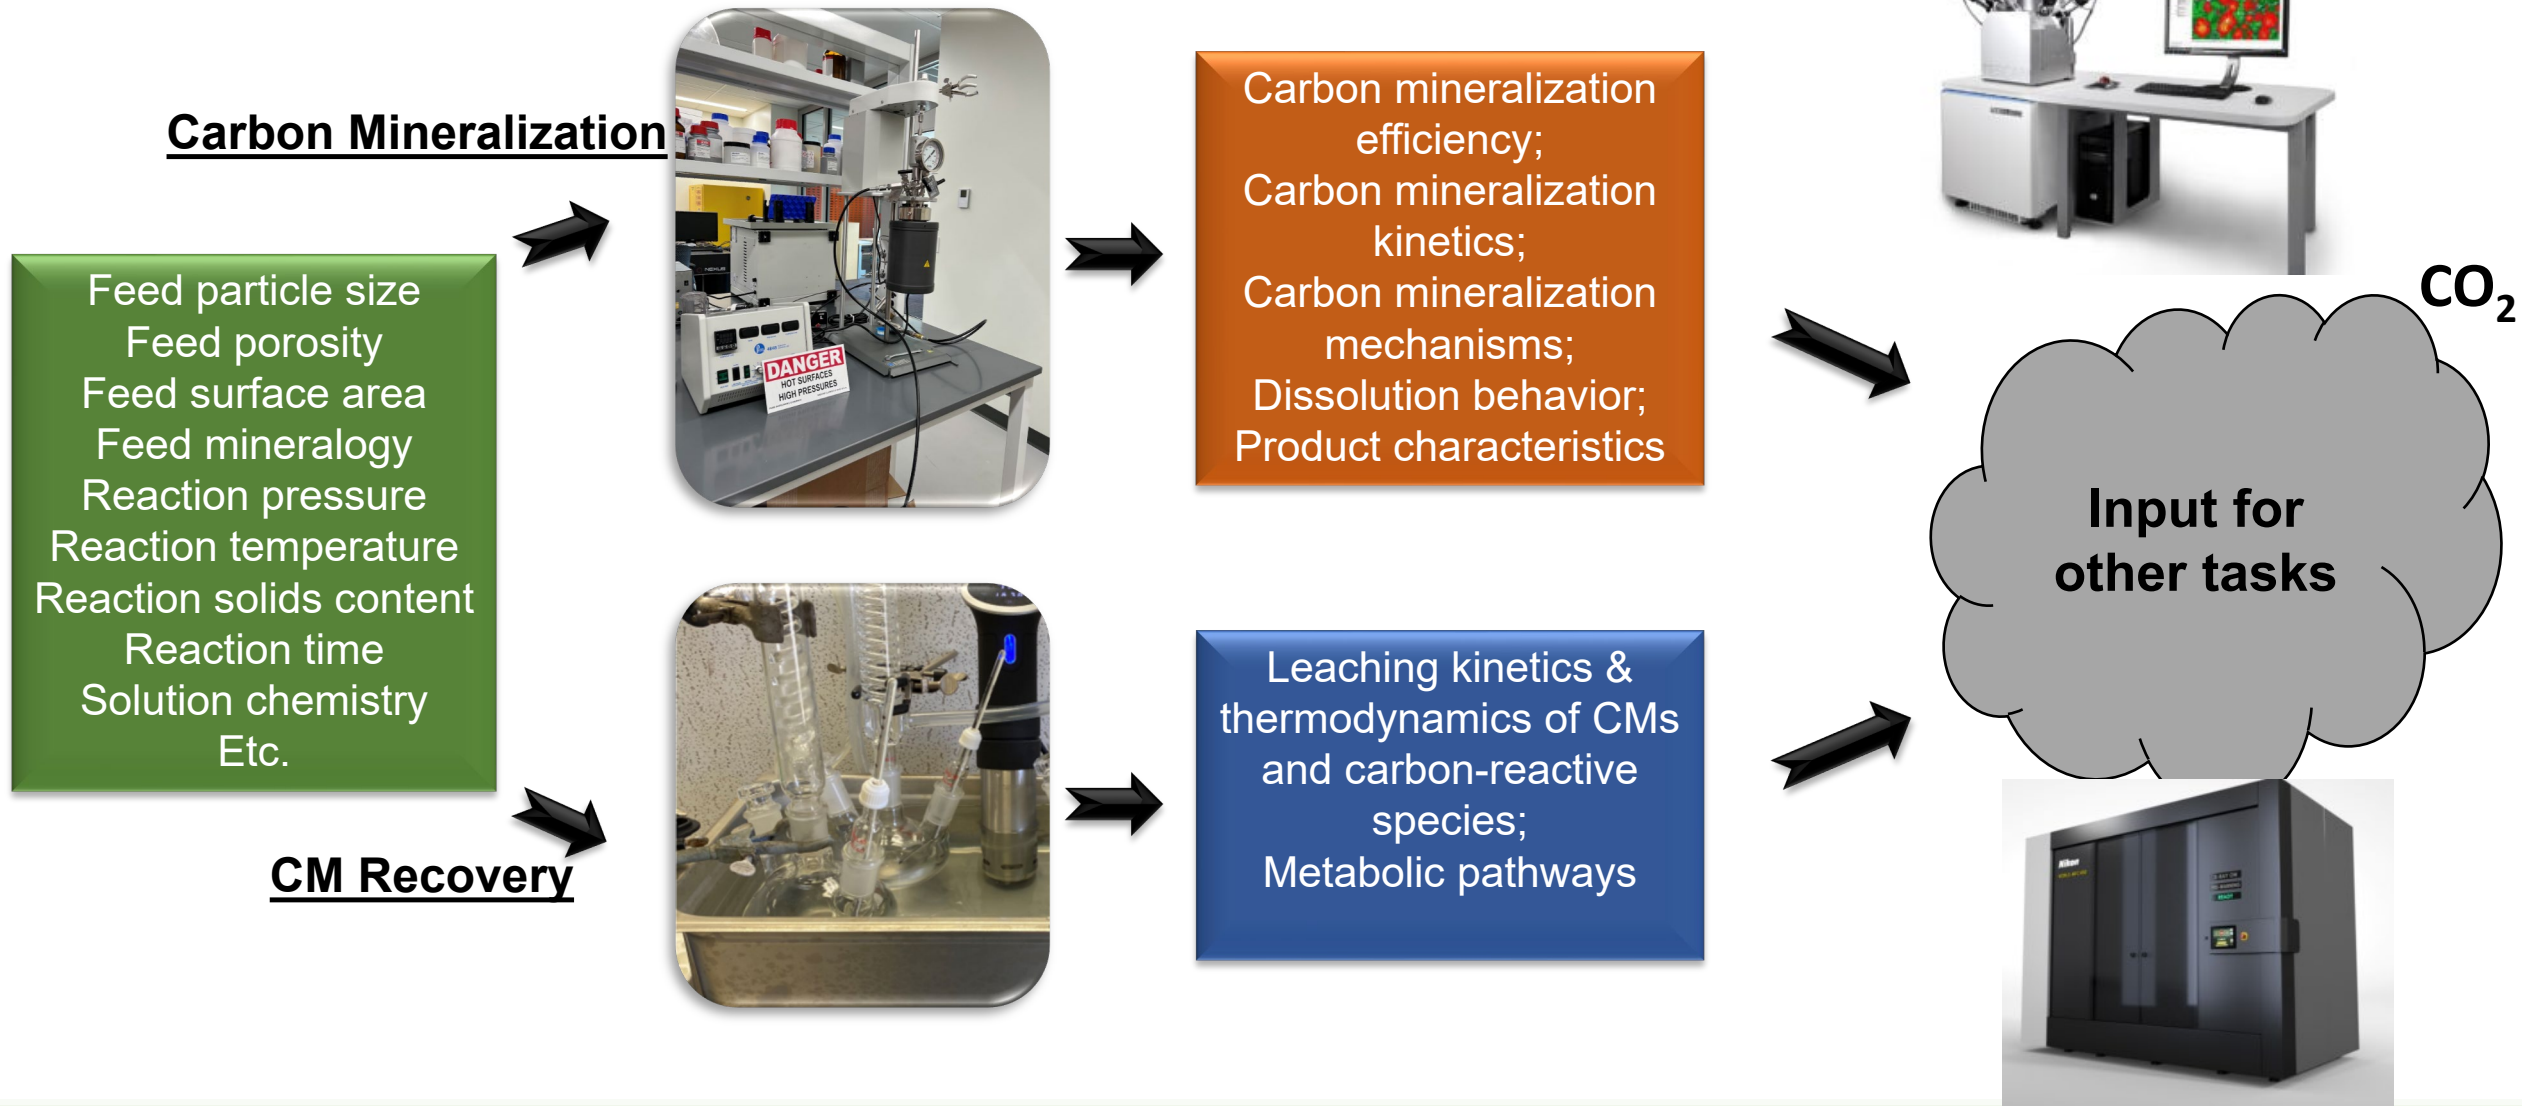 Carbon Mineralization
Feed particle size
Feed porosity
Feed surface area
Feed mineralogy
Reaction pressure
Reaction temperature
Reaction solids content
Reaction time
Solution chemistry
Etc.
CM Recovery
DANGER
HOT SURFACES
HIGH PRESSURES
Carbon mineralization
efficiency;
Carbon mineralization
kinetics;
Carbon mineralization
mechanisms;
Dissolution behavior;
Product characteristics
Leaching kinetics &
thermodynamics of CMs
and carbon-reactive
species;
Metabolic pathways
CO₂
Input for
other tasks
Nikon
READY